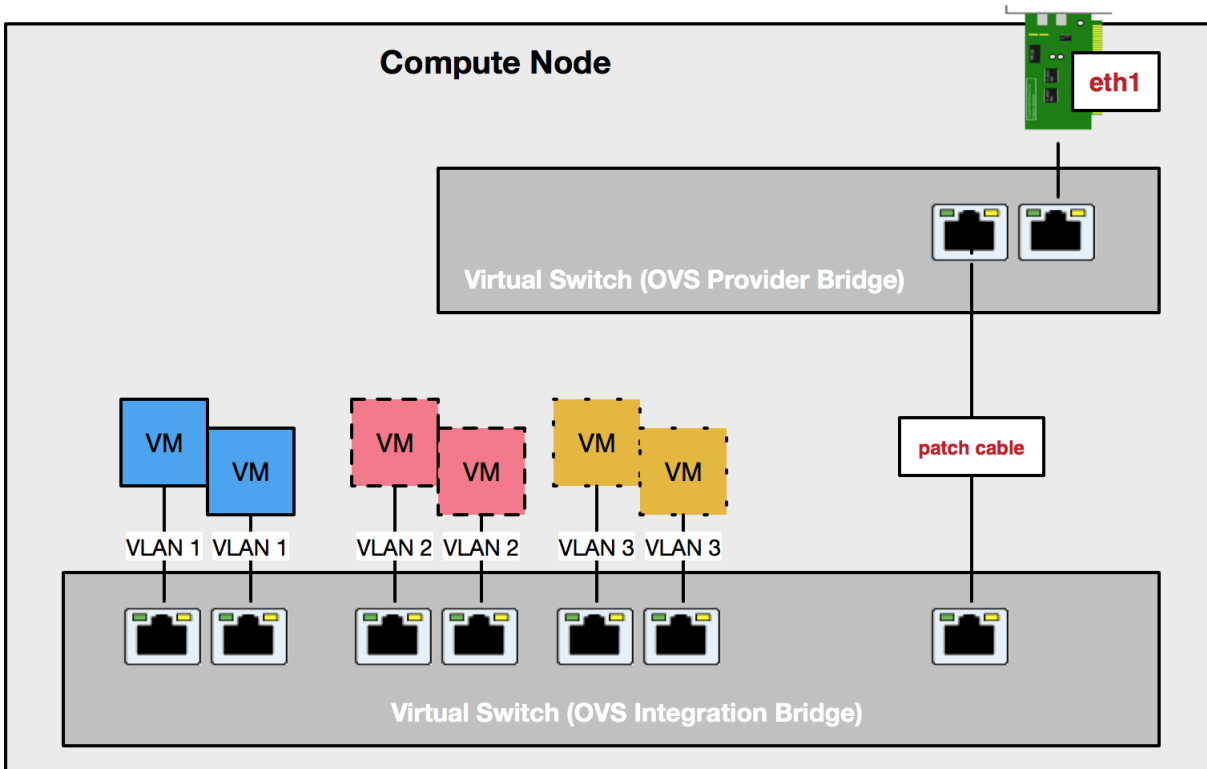 Compute Node
eth1
Virtual Switch (OVS Provider Bridge)
VM
VM
VM
VM
VM
VM
patch cable
VLAN 1
VLAN 1
VLAN 2
VLAN 2
VLAN 3
VLAN 3
Virtual Switch (OVS Integration Bridge)